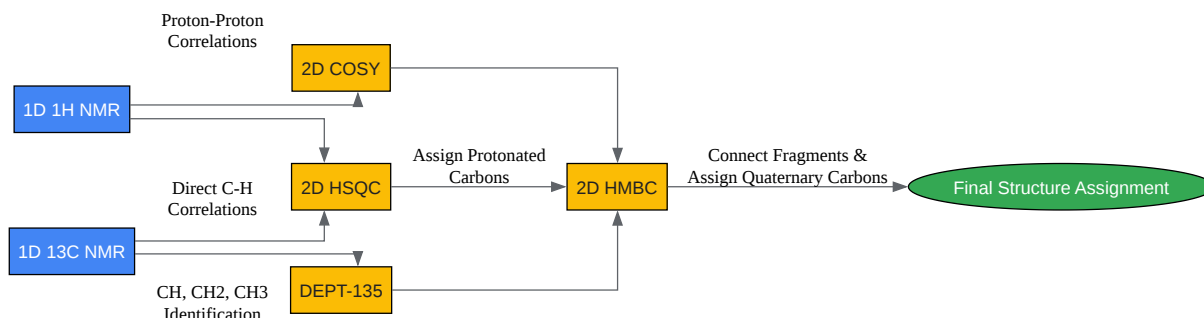 Proton-Proton
Correlations
2D COSY
1D 1H NMR
Assign Protonated
Carbons
Connect Fragments &
Assign Quaternary Carbons
2D HSQC
2D HMBC
Final Structure Assignment
Direct C-H
Correlations
1D 13C NMR
DEPT-135
CH, CH2, CH3
Identification